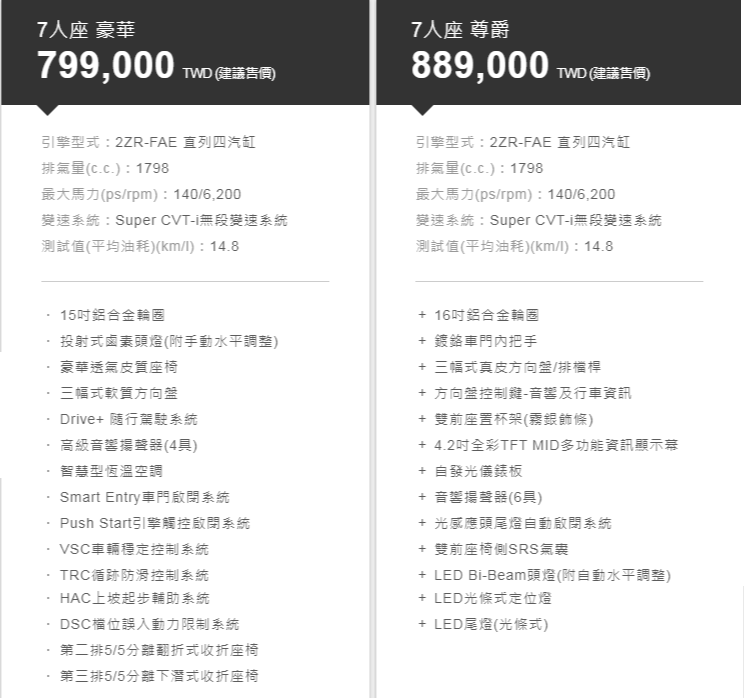 7人座 豪華
799,000 TWD (建議售價)
引擎型式：2ZR-FAE 直列四汽缸
排氣量(c.c.)：1798
最大馬力(ps/rpm)：140/6,200
變速系統：Super CVT-i無段變速系統
測試值(平均油耗)(km/l)：14.8
· 15吋鋁合金輪圈
· 投射式鹵素頭燈(附手動水平調整)
· 豪華透氣皮質座椅
· 三幅式軟質方向盤
· Drive+ 隨行駕駛系統
· 高級音響揚聲器(4具)
· 智慧型恆溫空調
· Smart Entry車門啟閉系統
· Push Start引擎觸控啟閉系統
· VSC車輛穩定控制系統
· TRC循跡防滑控制系統
· HAC上坡起步輔助系統
· DSC檔位誤入動力限制系統
· 第二排5/5分離翻折式收折座椅
· 第三排5/5分離下潛式收折座椅
7人座 尊爵
889,000 TWD (建議售價)
引擎型式：2ZR-FAE 直列四汽缸
排氣量(c.c.)：1798
最大馬力(ps/rpm)：140/6,200
變速系統：Super CVT-i無段變速系統
測試值(平均油耗)(km/l)：14.8
+ 16吋鋁合金輪圈
+ 鍍鉻車門內把手
+ 三幅式真皮方向盤/排檔桿
+ 方向盤控制鍵-音響及行車資訊
+ 雙前座置杯架(霧銀飾條)
+ 4.2吋全彩TFT MID多功能資訊顯示幕
+ 自發光儀錶板
+ 音響揚聲器(6具)
+ 光感應頭尾燈自動啟閉系統
+ 雙前座椅側SRS氣囊
+ LED Bi-Beam頭燈(附自動水平調整)
+ LED光條式定位燈
+ LED尾燈(光條式)